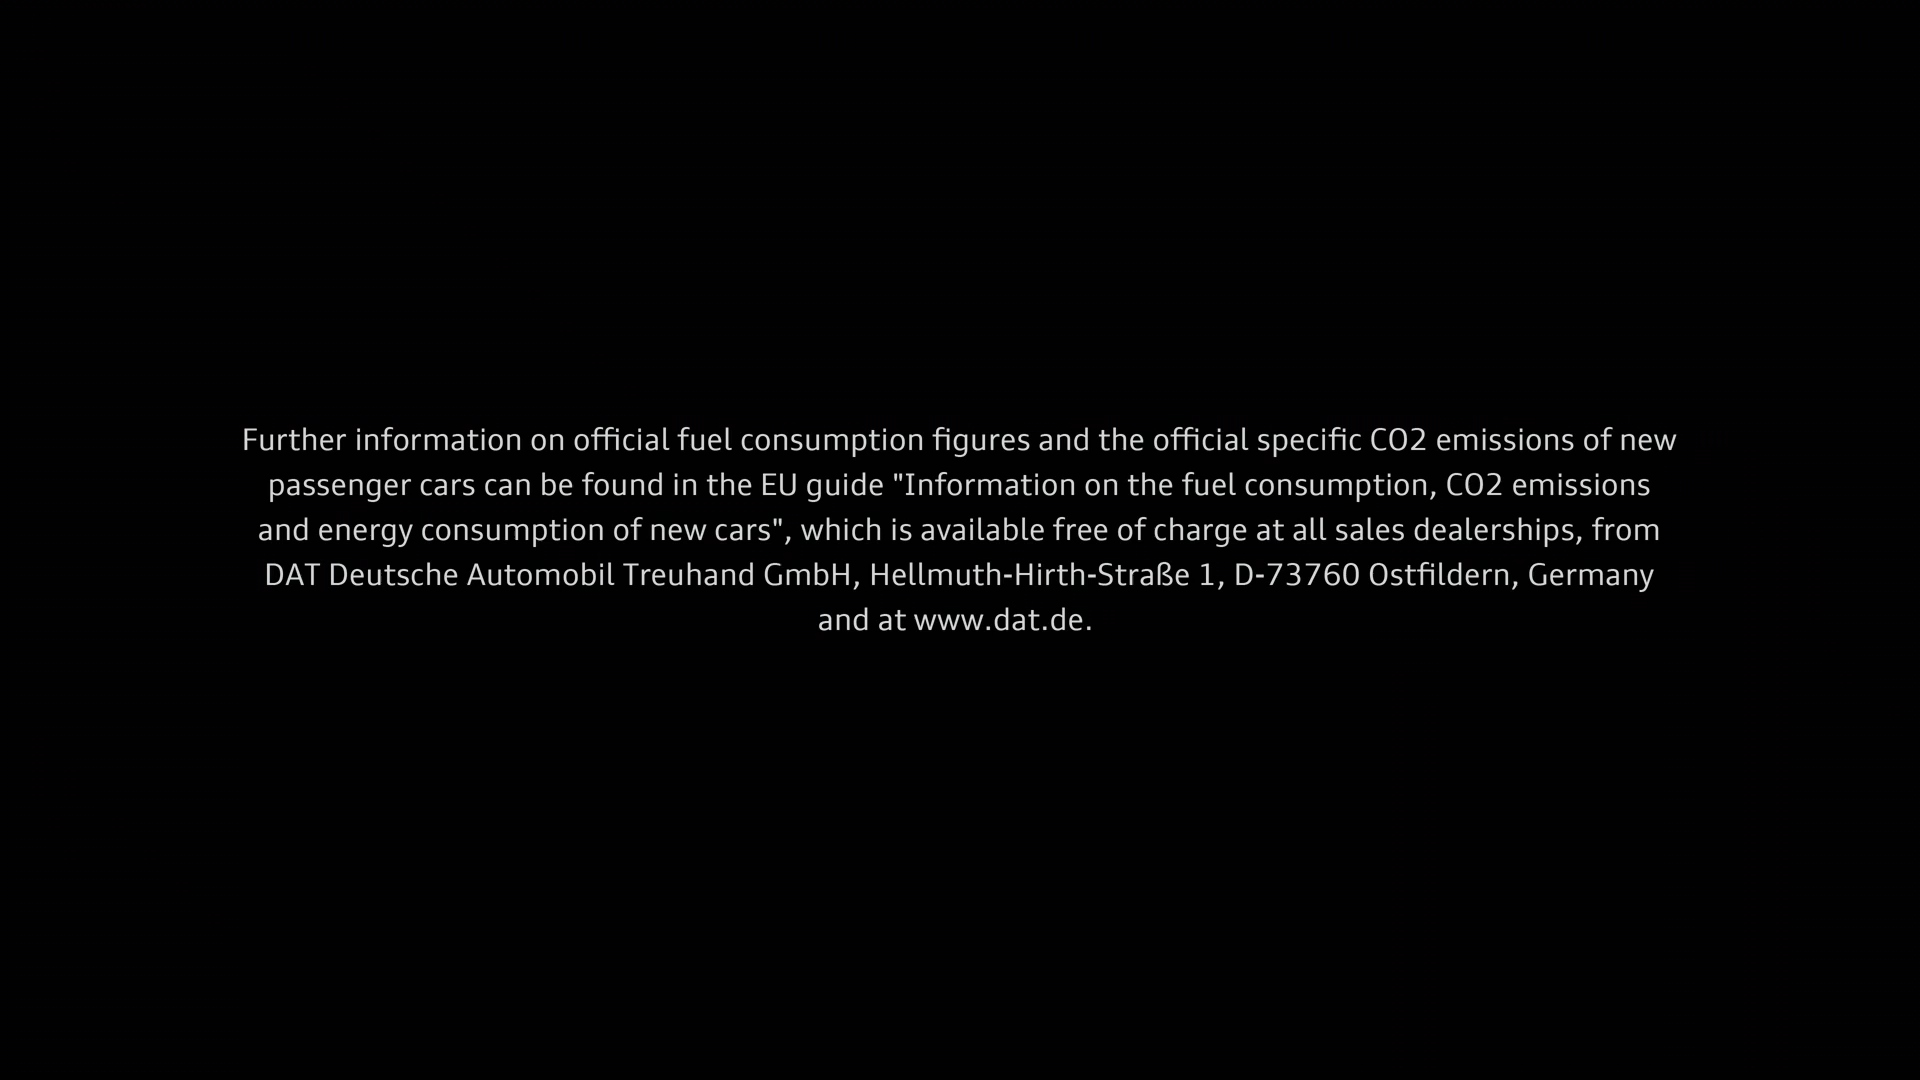 Further information on official fuel consumption figures and the official specific CO2 emissions of new
passenger cars can be found in the EU guide "Information on the fuel consumption, CO2 emissions
and energy consumption of new cars", which is available free of charge at all sales dealerships, from
DAT Deutsche Automobil Treuhand GmbH, Hellmuth-Hirth-Straße 1, D-73760 Ostfildern, Germany
and at www.dat.de.